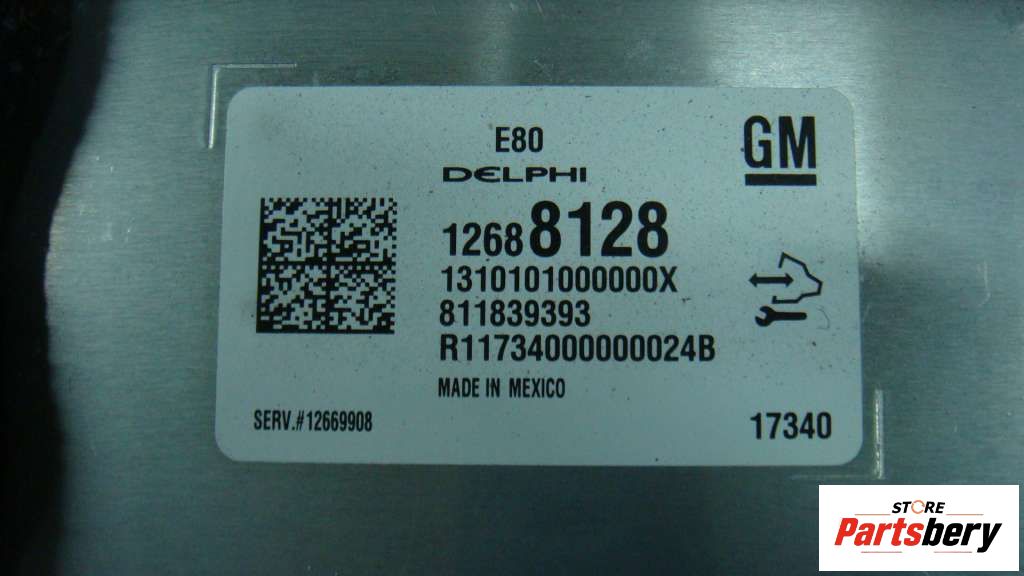 E80
DELPHI
GM
12688128
1310101000000X
811839393
R11734000000024B
MADE IN MEXICO
SERV.#12669908
17340
STORE
Partsbery